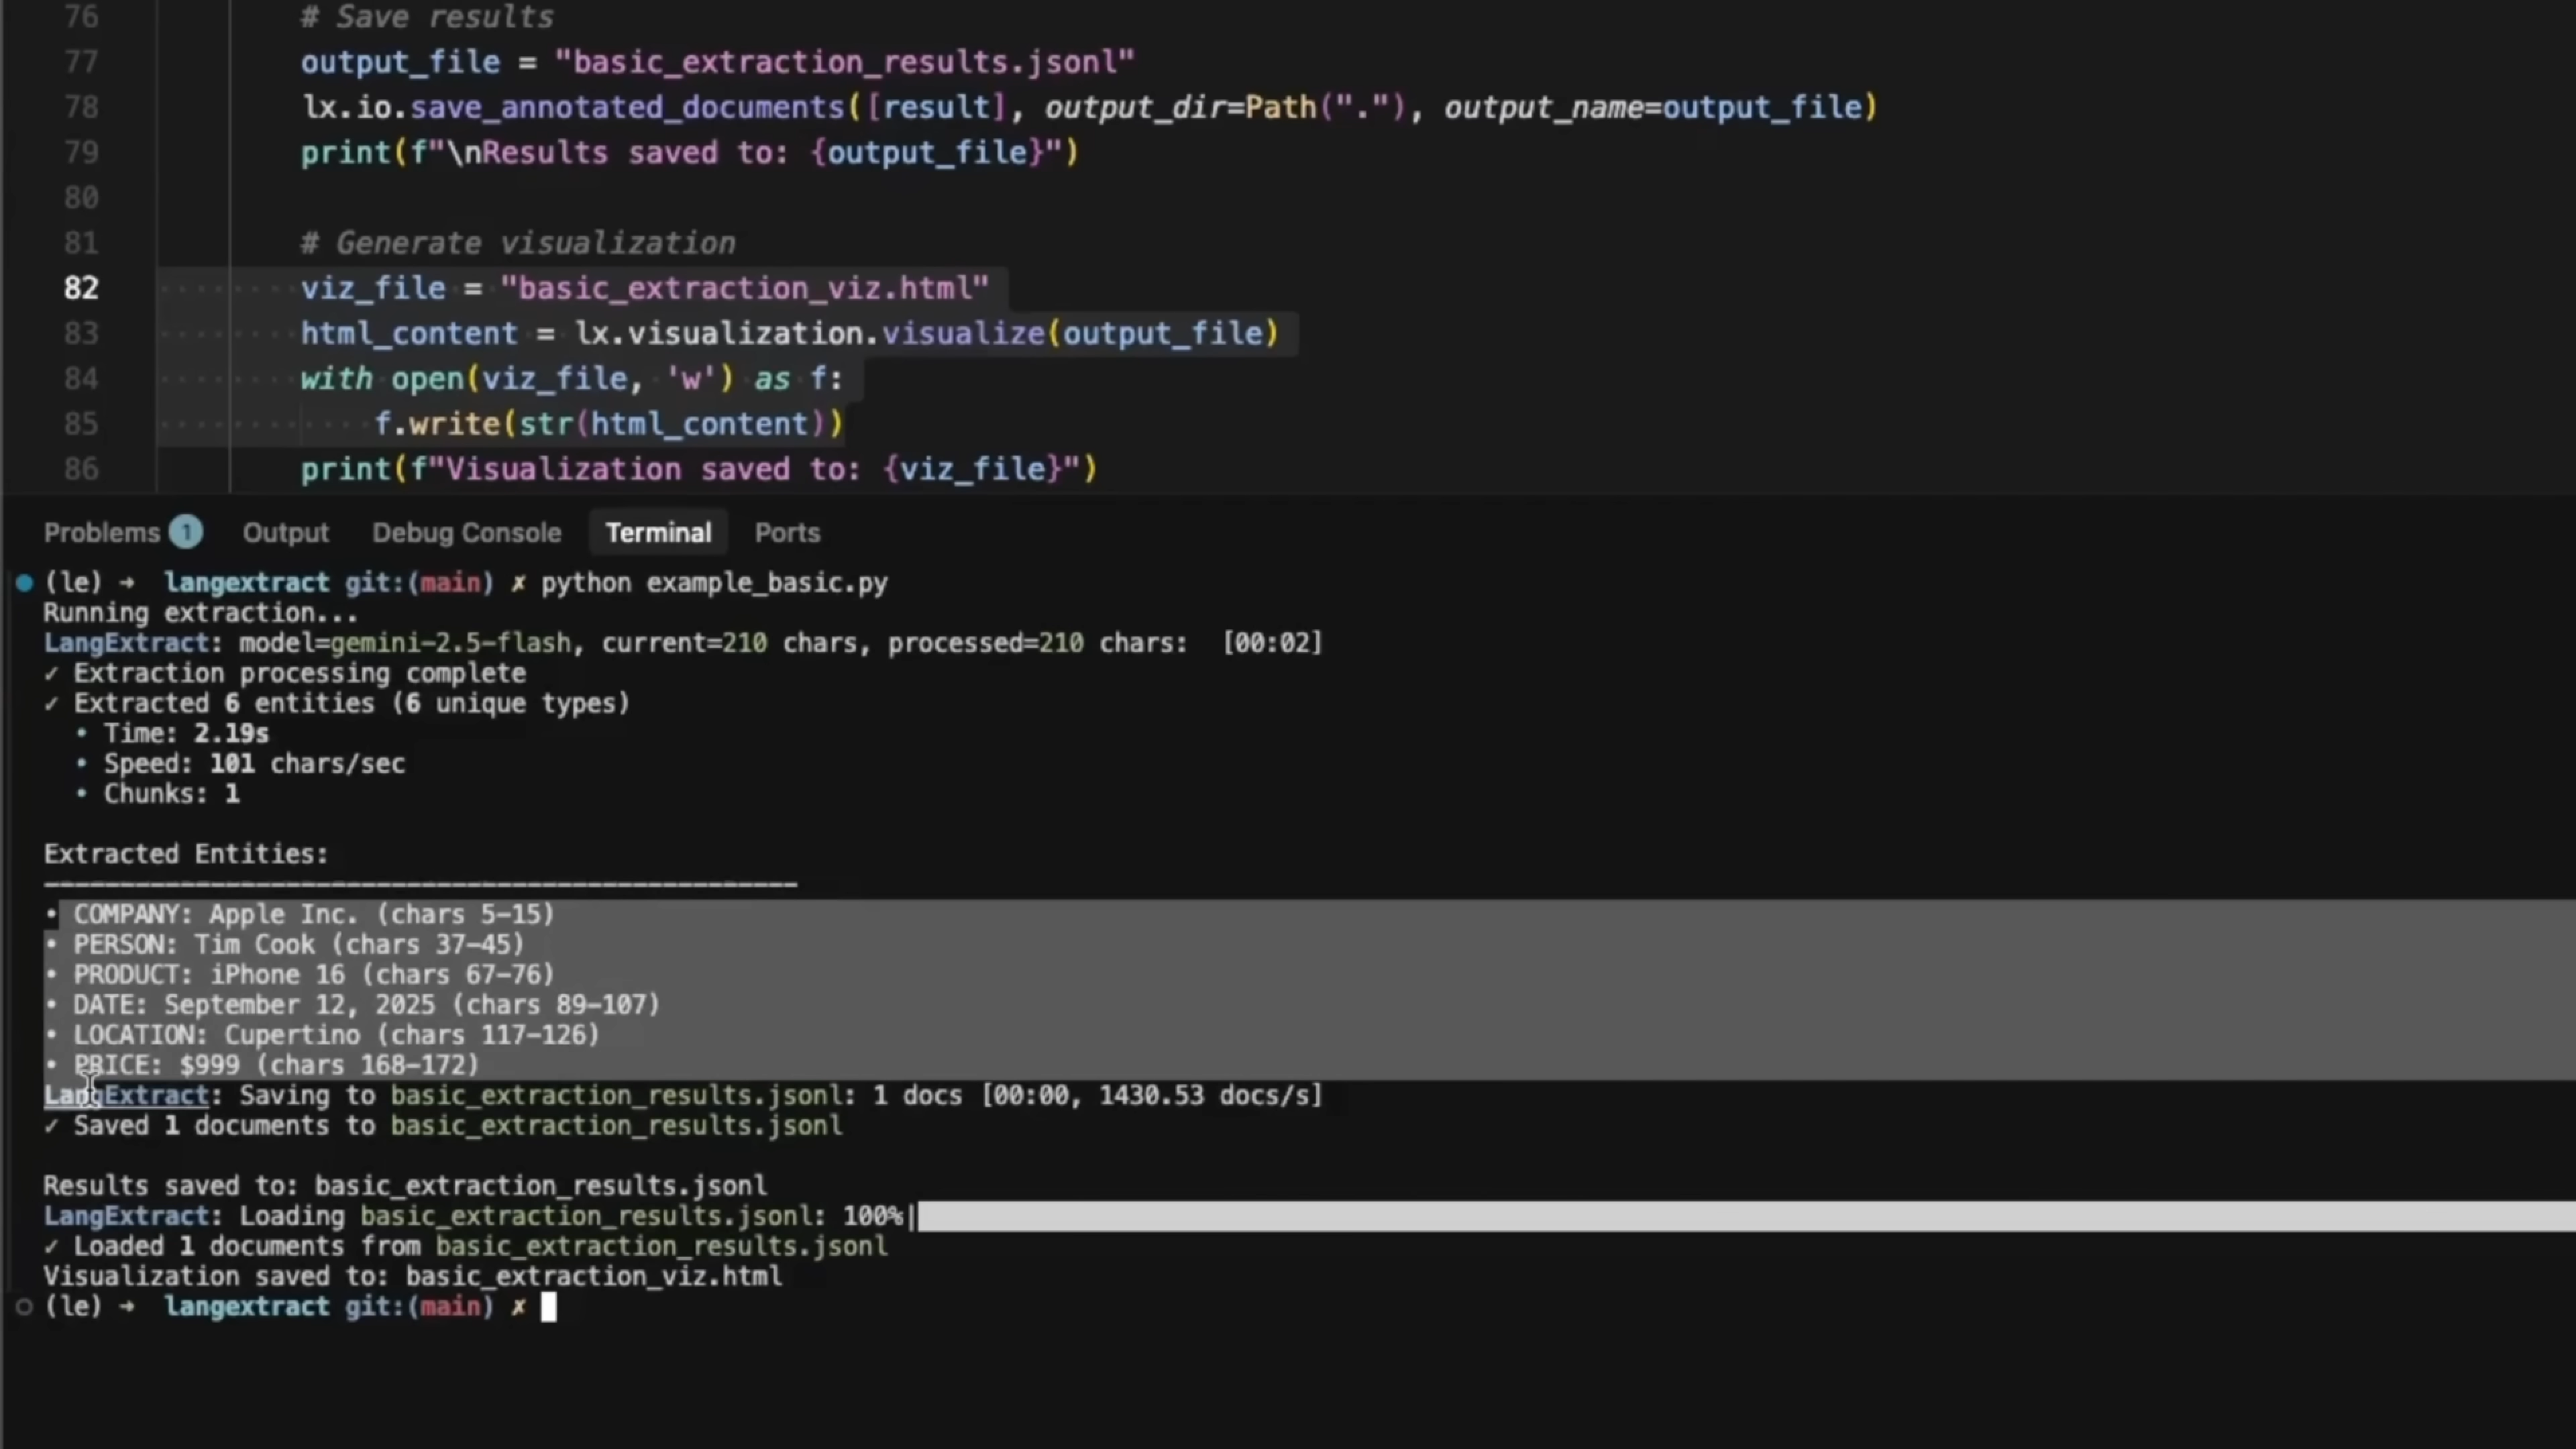 76 # Save results
77 output_file = "basic_extraction_results.jsonl"
78 lx.io.save_annotated_documents([result], output_dir=Path("."), output_name=output_file)
79 print(f"\nResults saved to: {output_file}")
80
81 # Generate visualization
82 viz_file = "basic_extraction_viz.html"
83 html_content = lx.visualization.visualize(output_file)
84 with open(viz_file, 'w') as f:
85 f.write(str(html_content))
86 print(f"Visualization saved to: {viz_file}")
Problems 1 Output Debug Console Terminal Ports
(le) → langextract git:(main) ✗ python example_basic.py
Running extraction...
LangExtract: model=gemini-2.5-flash, current=210 chars, processed=210 chars: [00:02]
✓ Extraction processing complete
✓ Extracted 6 entities (6 unique types)
• Time: 2.19s
• Speed: 101 chars/sec
• Chunks: 1
Extracted Entities:
--------------------------------------------------
• COMPANY: Apple Inc. (chars 5-15)
• PERSON: Tim Cook (chars 37-45)
• PRODUCT: iPhone 16 (chars 67-76)
• DATE: September 12, 2025 (chars 89-107)
• LOCATION: Cupertino (chars 117-126)
• PRICE: $999 (chars 168-172)
LangExtract: Saving to basic_extraction_results.jsonl: 1 docs [00:00, 1430.53 docs/s]
✓ Saved 1 documents to basic_extraction_results.jsonl
Results saved to: basic_extraction_results.jsonl
LangExtract: Loading basic_extraction_results.jsonl: 100%|
✓ Loaded 1 documents from basic_extraction_results.jsonl
Visualization saved to: basic_extraction_viz.html
(le) → langextract git:(main) ✗